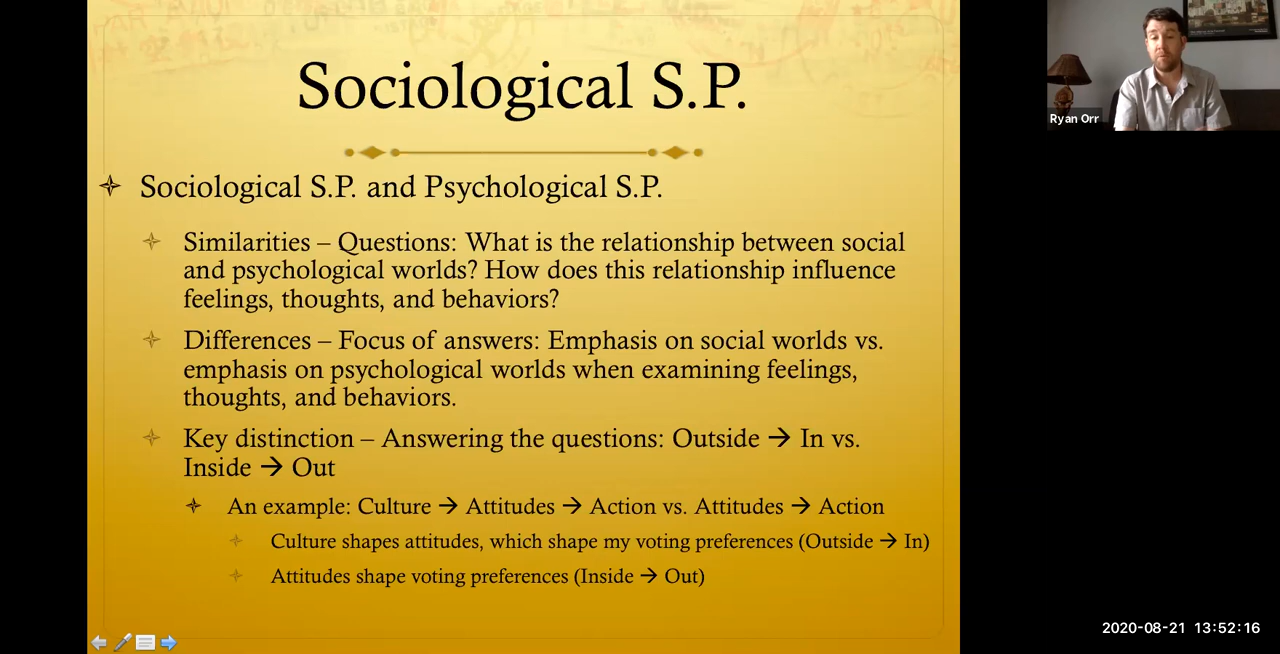 Sociological S.P.
Sociological S.P. and Psychological S.P.
Similarities – Questions: What is the relationship between social
and psychological worlds? How does this relationship influence
feelings, thoughts, and behaviors?
Differences – Focus of answers: Emphasis on social worlds vs.
emphasis on psychological worlds when examining feelings,
thoughts, and behaviors.
Key distinction – Answering the questions: Outside → In vs.
Inside → Out
An example: Culture → Attitudes → Action vs. Attitudes → Action
Culture shapes attitudes, which shape my voting preferences (Outside → In)
Attitudes shape voting preferences (Inside → Out)
Ryan Orr
2020-08-21 13:52:16